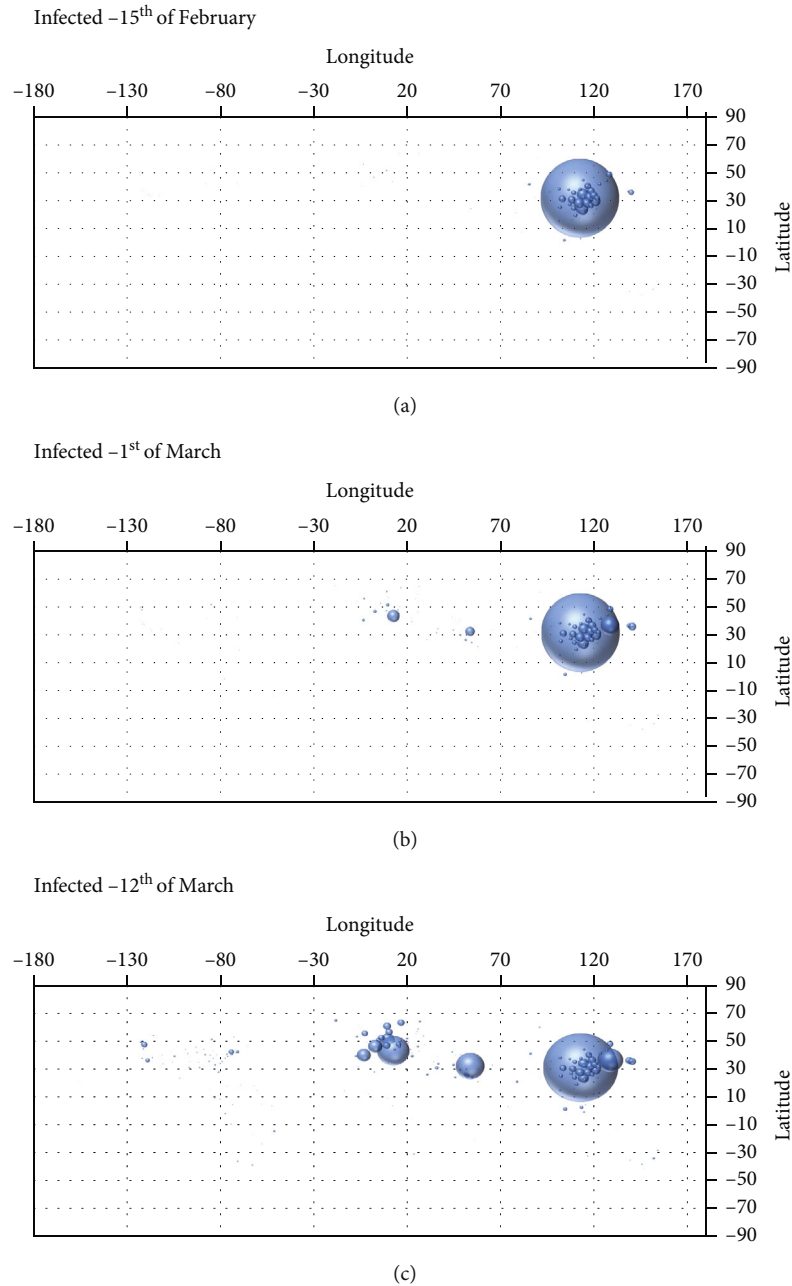 Infected –15th of February
Longitude
–180 –130 –80 –30 20 70 120 170
90
70
50
30
10
–10
–30
–50
–70
–90
Latitude
(a)
Infected –1st of March
Longitude
–180 –130 –80 –30 20 70 120 170
90
70
50
30
10
–10
–30
–50
–70
–90
Latitude
(b)
Infected –12th of March
Longitude
–180 –130 –80 –30 20 70 120 170
90
70
50
30
10
–10
–30
–50
–70
–90
Latitude
(c)